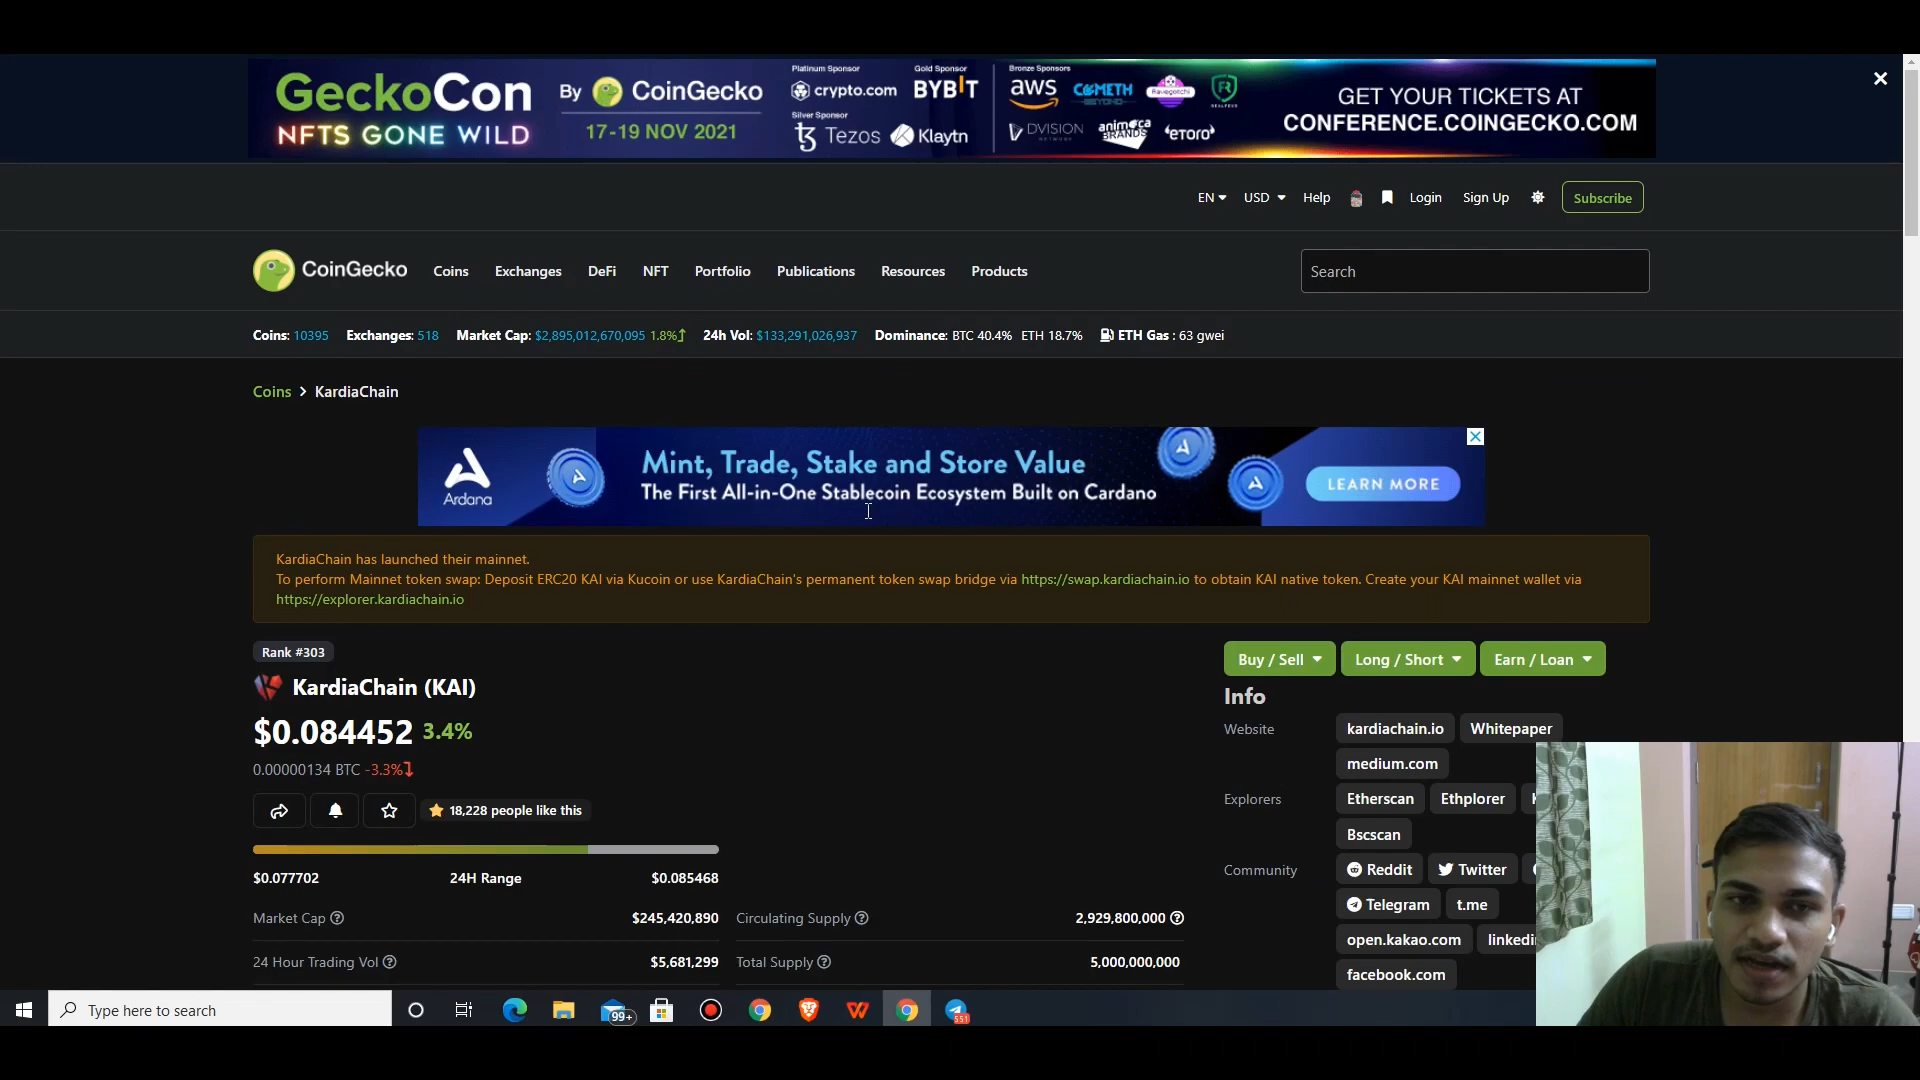 GeckoCon
NFTS GONE WILD
By CoinGecko
17-19 NOV 2021
Platinum Sponsor
crypto.com
Gold Sponsor
BYBIT
Silver Sponsor
Tezos Klaytn
Bronze Sponsors
aws COMETH Aavegotchi
DVISION
NETWORK
animoca
BRANDS
eToro
GET YOUR TICKETS AT
CONFERENCE.COINGECKO.COM
EN USD Help Login Sign Up Subscribe
CoinGecko Coins Exchanges DeFi NFT Portfolio Publications Resources Products Search
Coins: 10395 Exchanges: 518 Market Cap: $2,895,012,670,095 1.8% 24h Vol: $133,291,026,937 Dominance: BTC 40.4% ETH 18.7% ETH Gas : 63 gwei
Coins > KardiaChain
Ardana
Mint, Trade, Stake and Store Value
The First All-in-One Stablecoin Ecosystem Built on Cardano
LEARN MORE
KardiaChain has launched their mainnet.
To perform Mainnet token swap: Deposit ERC20 KAI via Kucoin or use KardiaChain's permanent token swap bridge via https://swap.kardiachain.io to obtain KAI native token. Create your KAI mainnet wallet via
https://explorer.kardiachain.io
Rank #303
KardiaChain (KAI)
$0.084452 3.4%
0.00000134 BTC -3.3%
18,228 people like this
$0.077702 24H Range $0.085468
Market Cap $245,420,890 Circulating Supply 2,929,800,000
24 Hour Trading Vol $5,681,299 Total Supply 5,000,000,000
Buy / Sell Long / Short Earn / Loan
Info
Website kardiachain.io Whitepaper
medium.com
Explorers Etherscan Ethplorer
Bscscan
Community Reddit Twitter
Telegram t.me
open.kakao.com linkedi
facebook.com
Type here to search
99+
551